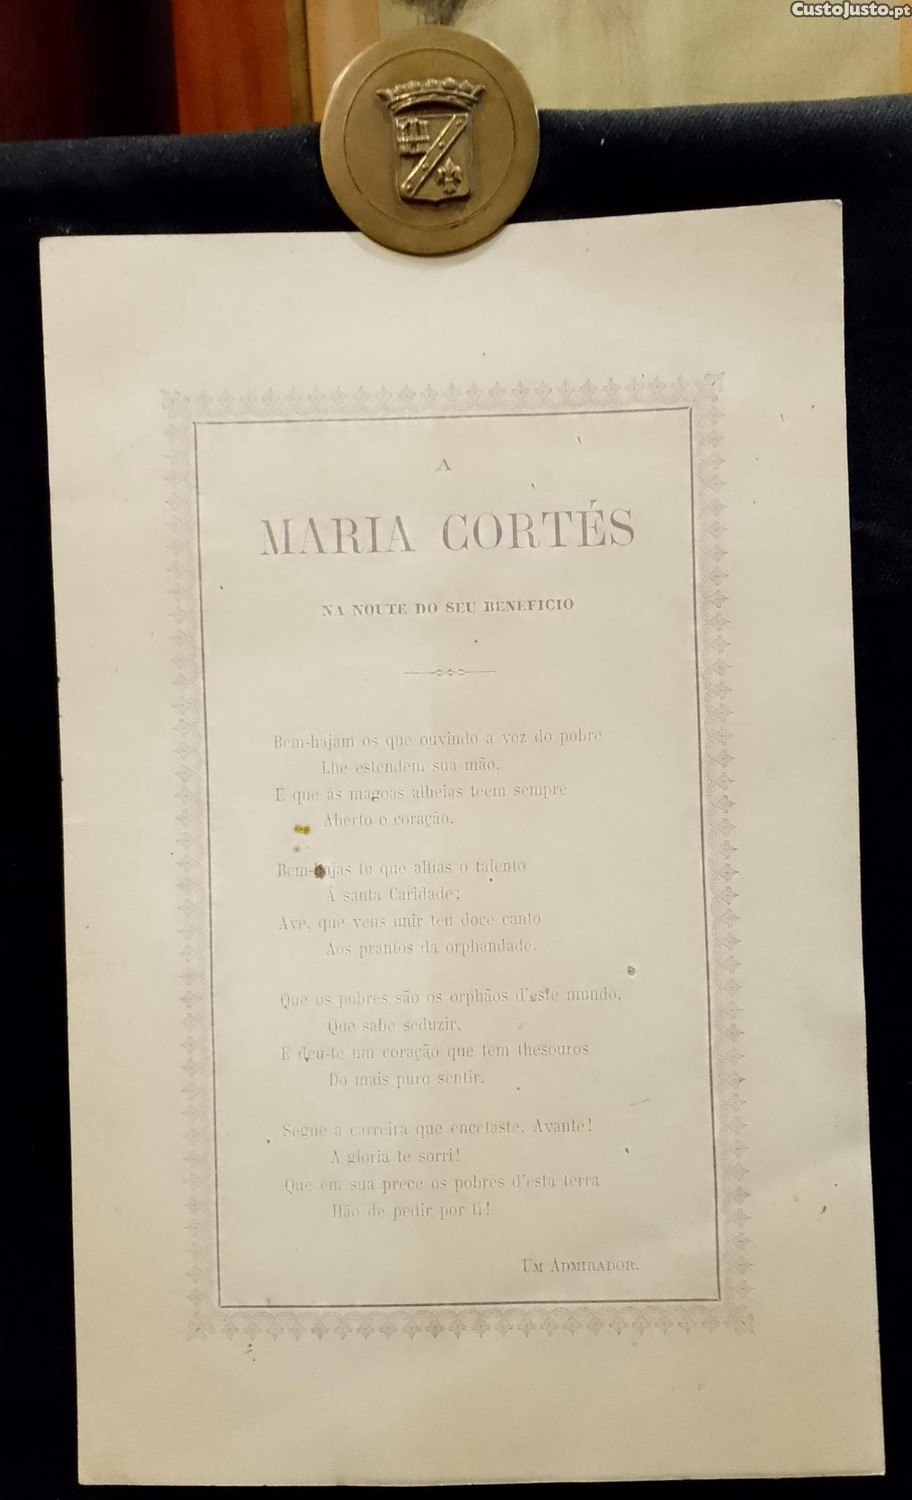 CustoJusto.pt
A
MARIA CORTÉS
NA NOUTE DO SEU BENEFICIO
Bem-hajam os que ouvindo a voz do pobre
Lhe estendem sua mão,
E que ás magoas alheias teem sempre
Aberto o coração.
Bem-hajas tu que allias o talento
Á santa Caridade;
Ave, que vens unir teu doce canto
Aos prantos da orphandade.
Que os pobres são os orphãos d'este mundo,
Que sabe seduzir,
E deu-te um coração que tem thesouros
Do mais puro sentir.
Segue a carreira que encetaste. Avante!
A gloria te sorri!
Que em sua prece os pobres d'esta terra
Hão de pedir por ti!
UM ADMIRADOR.